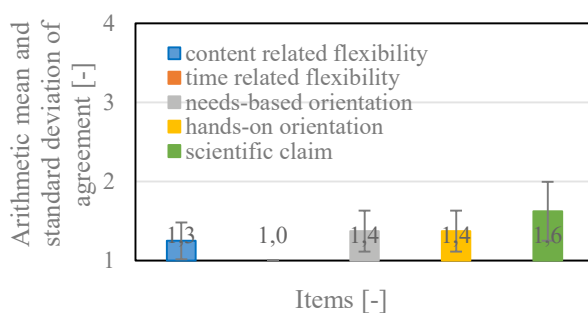 Arithmetic mean and
standard deviation of
agreement [-]
4
3
2
1
content related flexibility
time related flexibility
needs-based orientation
hands-on orientation
scientific claim
1,3
1,0
1,4
1,4
1,6
Items [-]